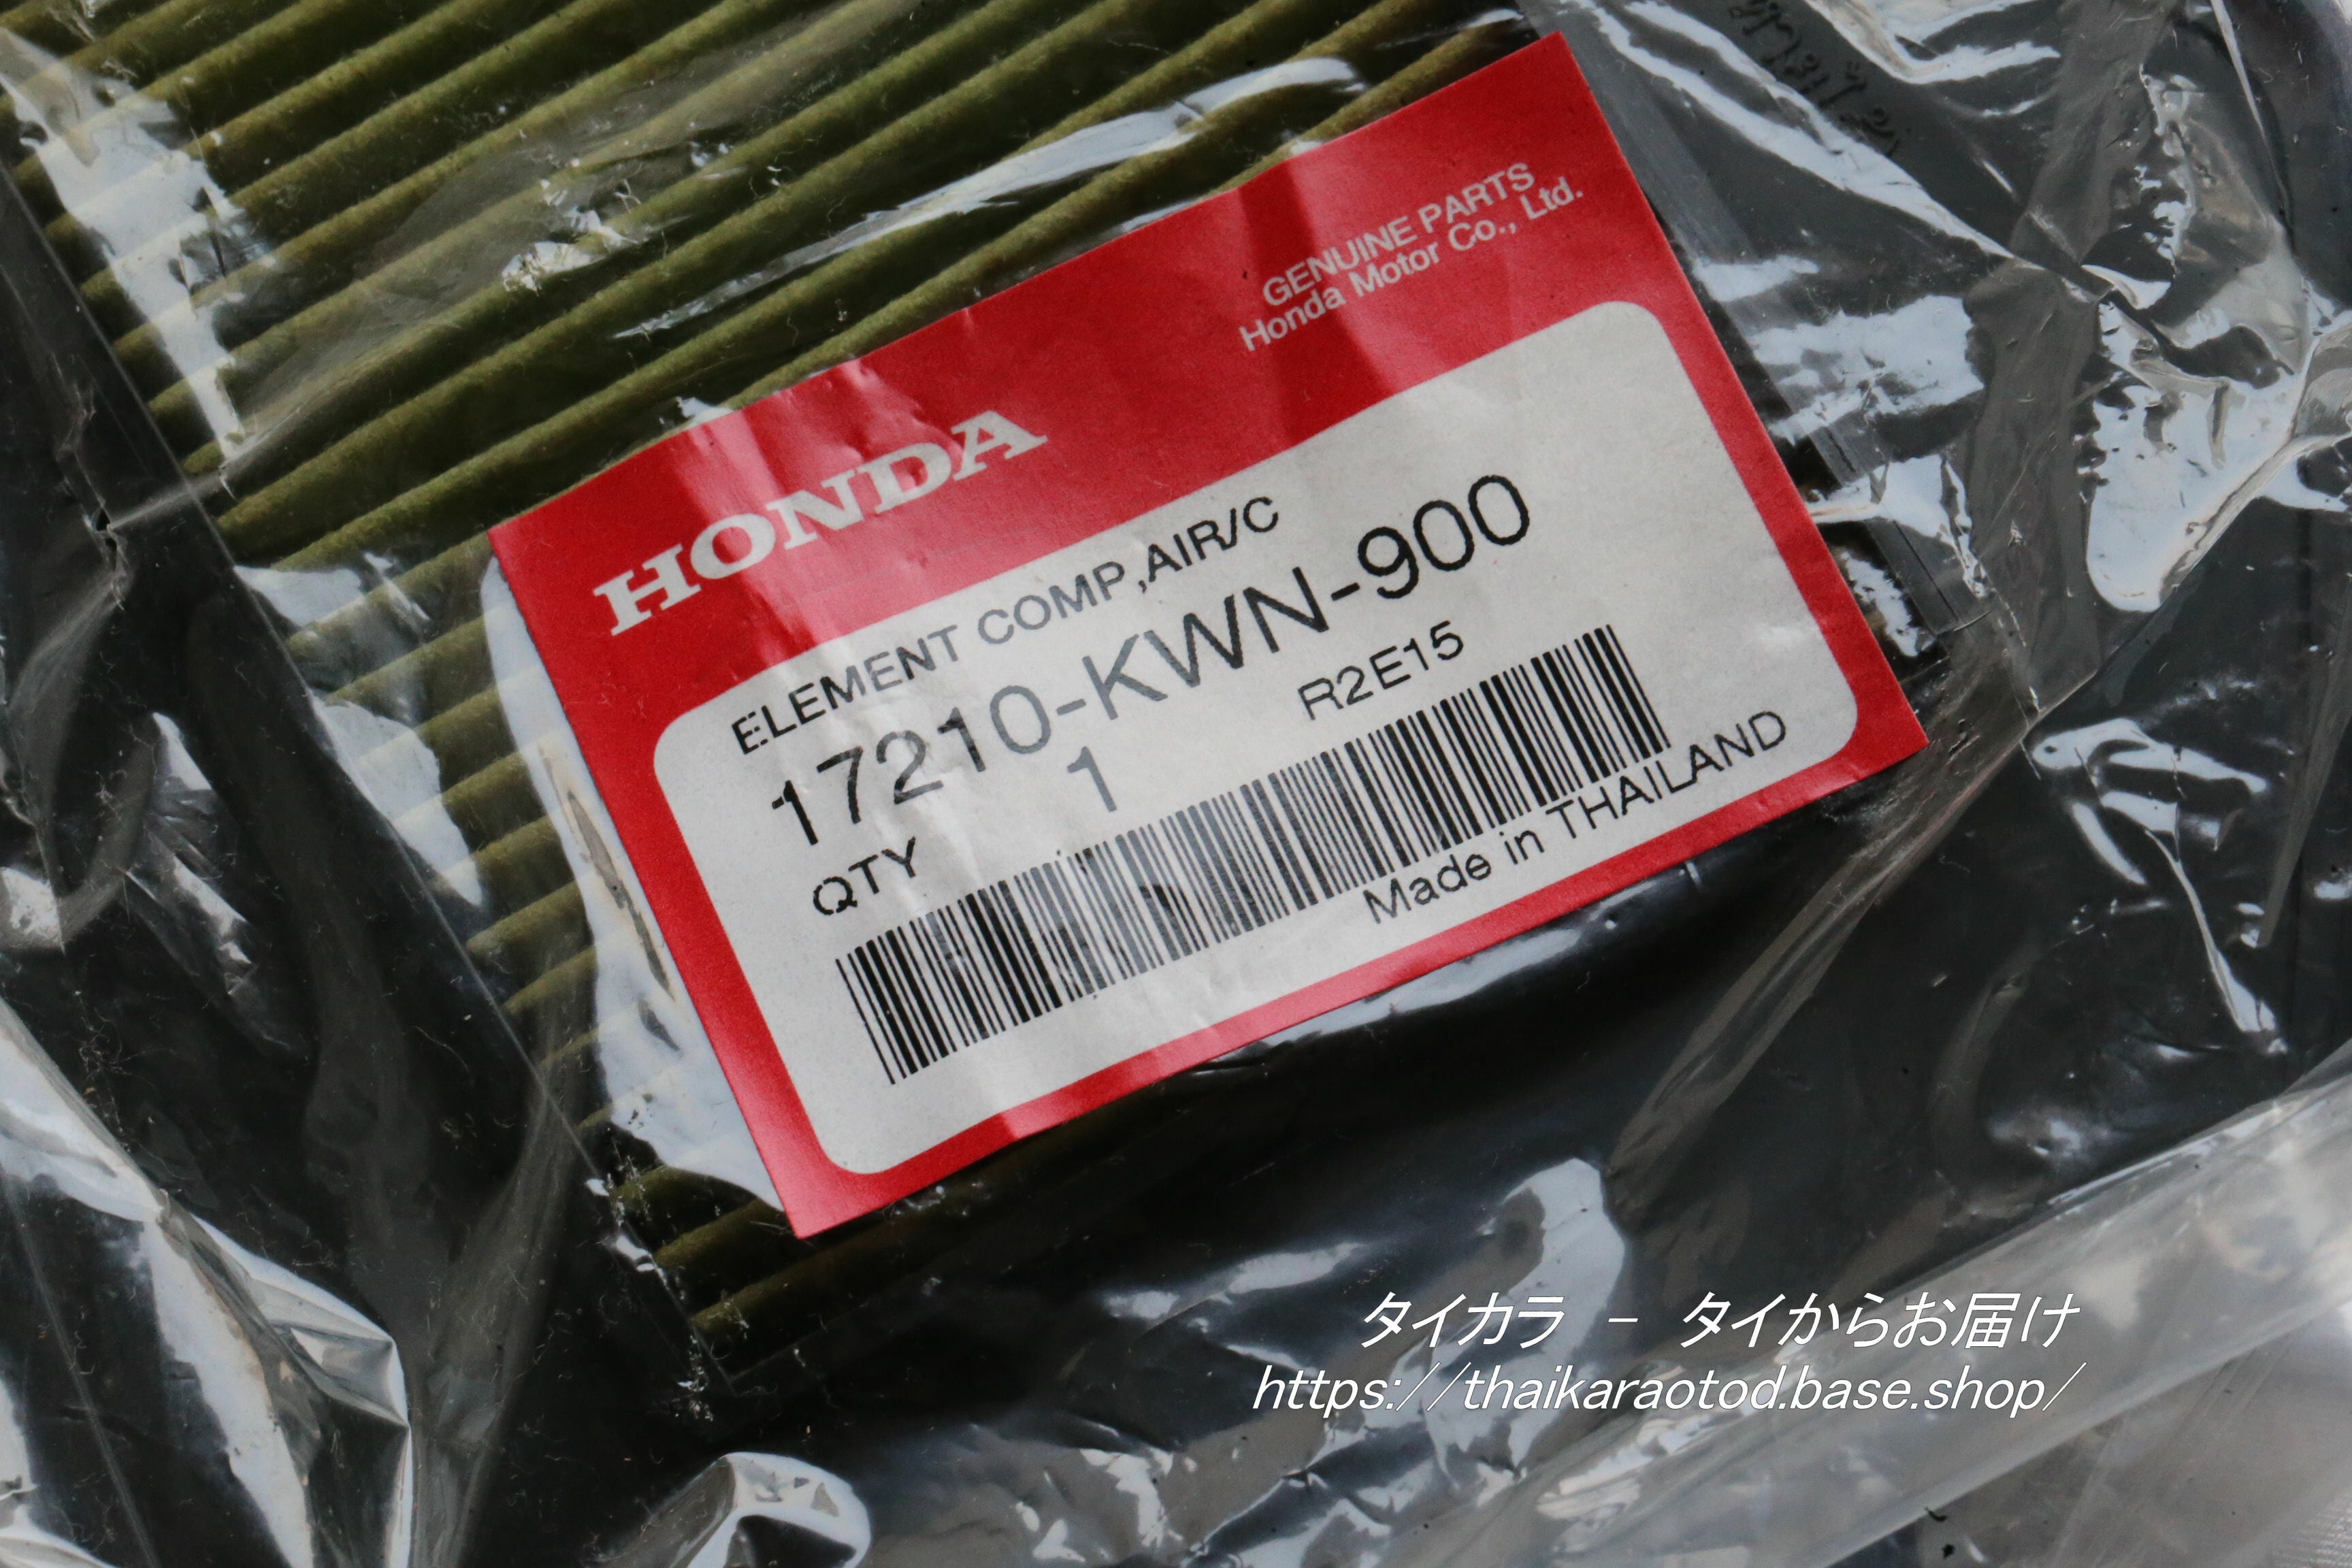 GENUINE PARTS
Honda Motor Co., Ltd.
HONDA
ELEMENT COMP,AIR/C
17210-KWN-900
QTY 1 R2E15
Made in THAILAND
タイカラ － タイからお届け
https://thaikaraotod.base.shop/